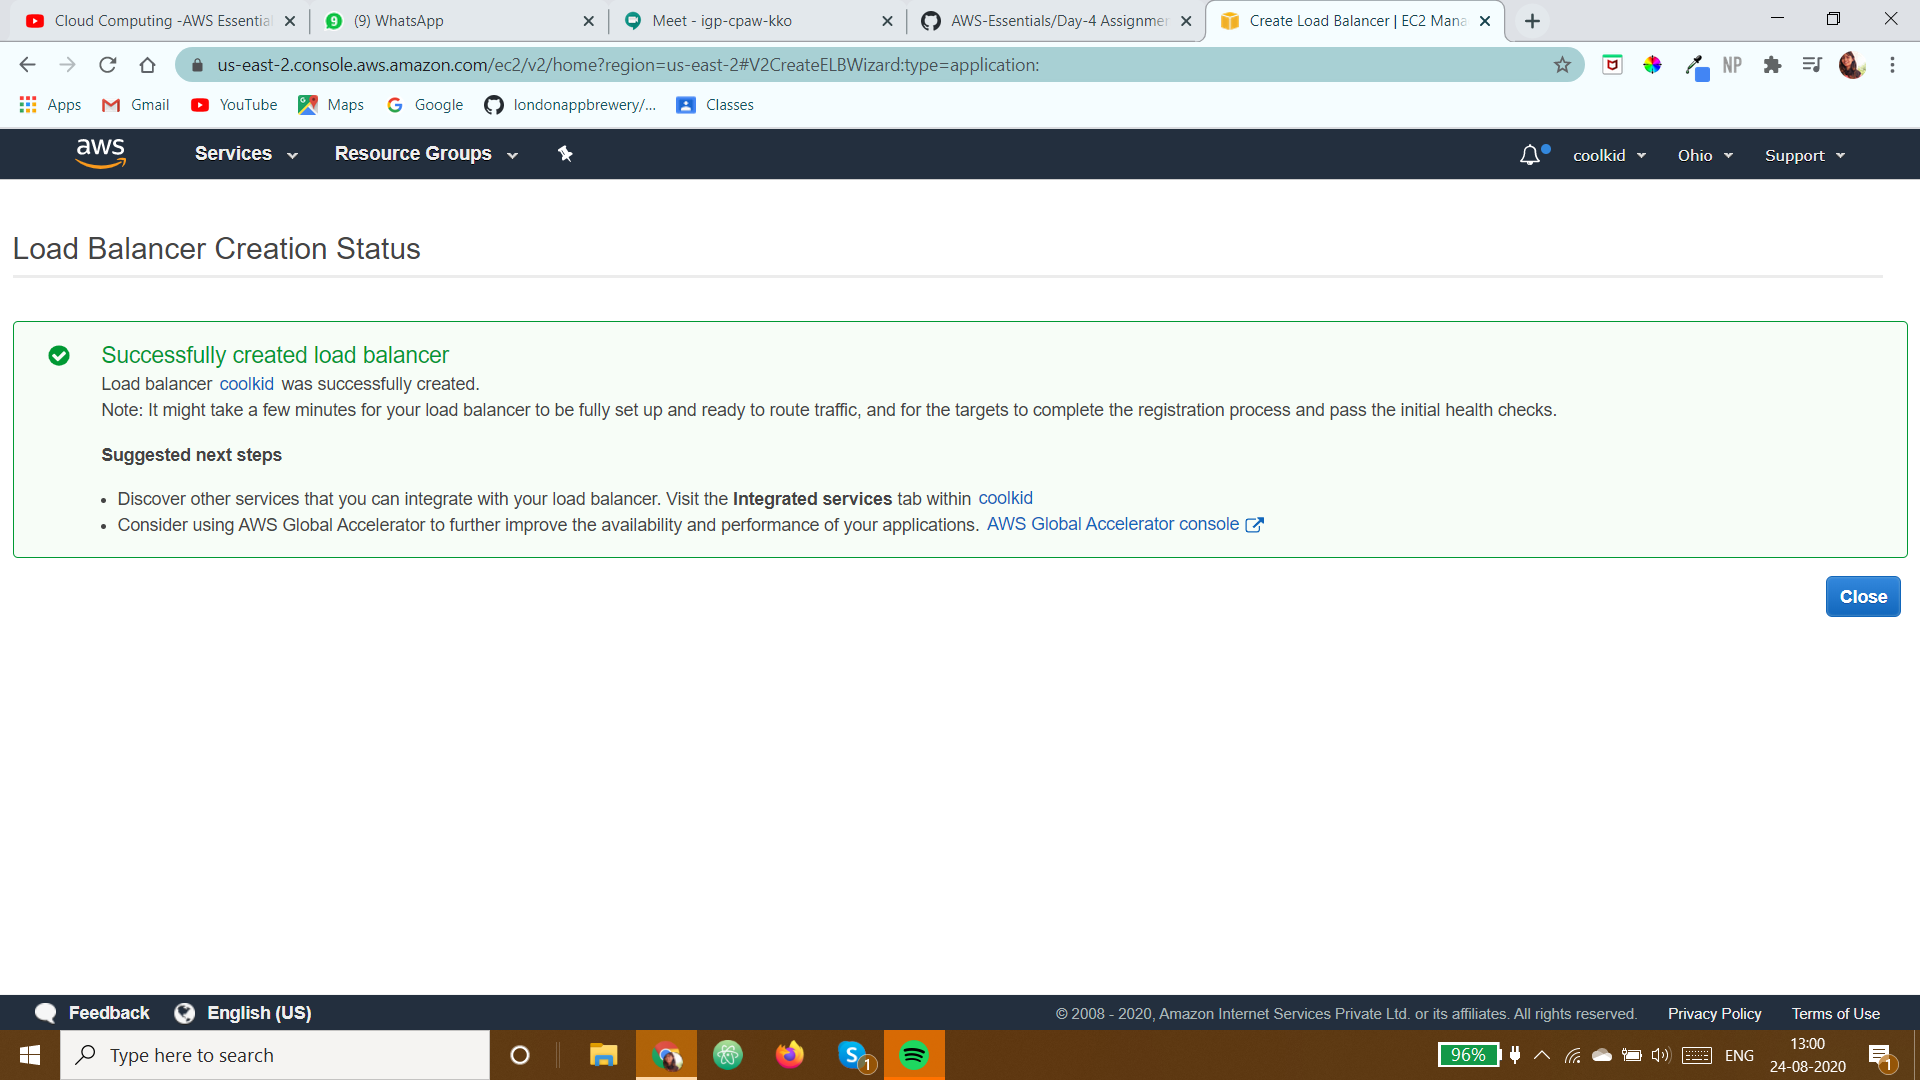 Cloud Computing -AWS Essential
(9) WhatsApp
Meet - igp-cpaw-kko
AWS-Essentials/Day-4 Assignmen
Create Load Balancer | EC2 Mana
us-east-2.console.aws.amazon.com/ec2/v2/home?region=us-east-2#V2CreateELBWizard:type=application:
NP
Apps
Gmail
YouTube
Maps
Google
londonappbrewery/...
Classes
aws
Services
Resource Groups
coolkid
Ohio
Support
Load Balancer Creation Status
Successfully created load balancer
Load balancer coolkid was successfully created.
Note: It might take a few minutes for your load balancer to be fully set up and ready to route traffic, and for the targets to complete the registration process and pass the initial health checks.
Suggested next steps
• Discover other services that you can integrate with your load balancer. Visit the Integrated services tab within coolkid
• Consider using AWS Global Accelerator to further improve the availability and performance of your applications. AWS Global Accelerator console
Close
Feedback
English (US)
© 2008 - 2020, Amazon Internet Services Private Ltd. or its affiliates. All rights reserved.
Privacy Policy
Terms of Use
Type here to search
S
1
96%
ENG
13:00
24-08-2020
1